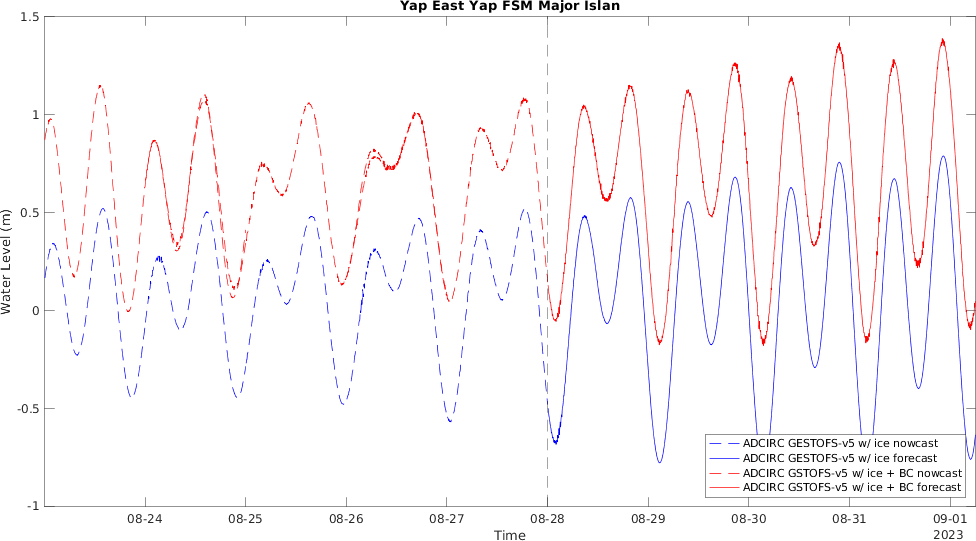 Yap East Yap FSM Major Islan
1.5
1
0.5
0
-0.5
-1
Water Level (m)
ADCIRC GESTOFS-v5 w/ ice nowcast
ADCIRC GESTOFS-v5 w/ ice forecast
ADCIRC GSTOFS-v5 w/ ice + BC nowcast
ADCIRC GSTOFS-v5 w/ ice + BC forecast
08-24 08-25 08-26 08-27 08-28 08-29 08-30 08-31 09-01
2023
Time